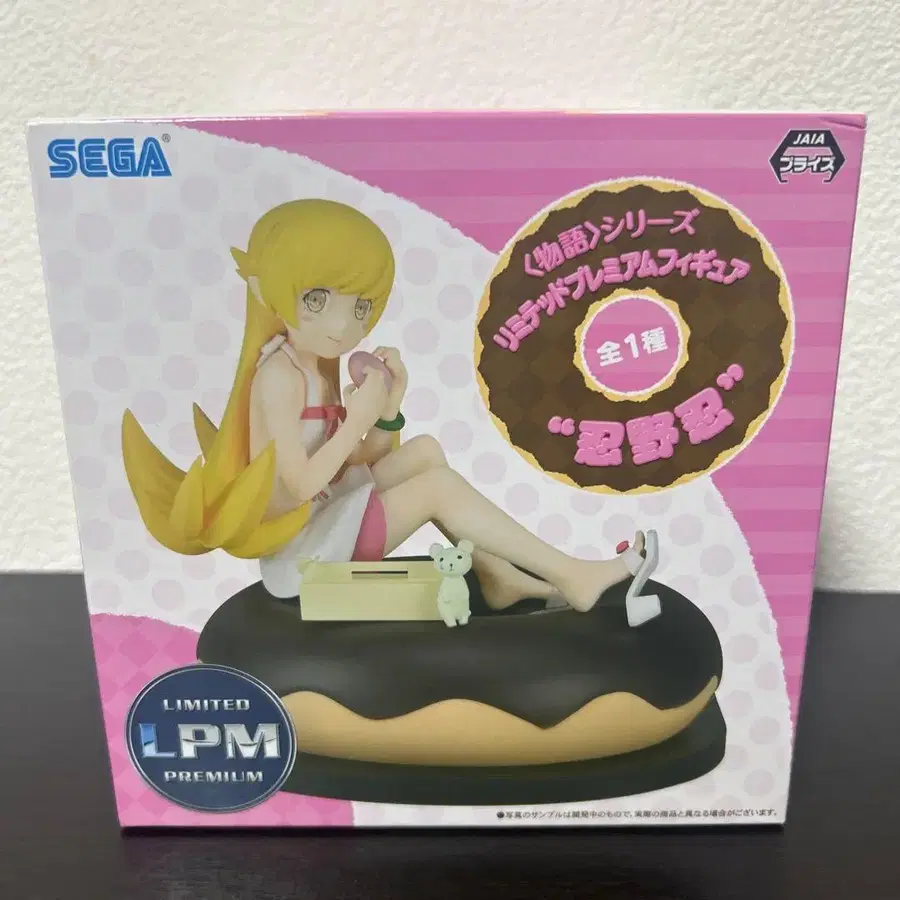 SEGA®
JAIA
プライズ
〈物語〉シリーズ
リミテッドプレミアムフィギュア
全1種
“忍野忍”
LIMITED
LPM
PREMIUM
●写真のサンプルは開発中のもので、実際の商品と異なる場合がございます。